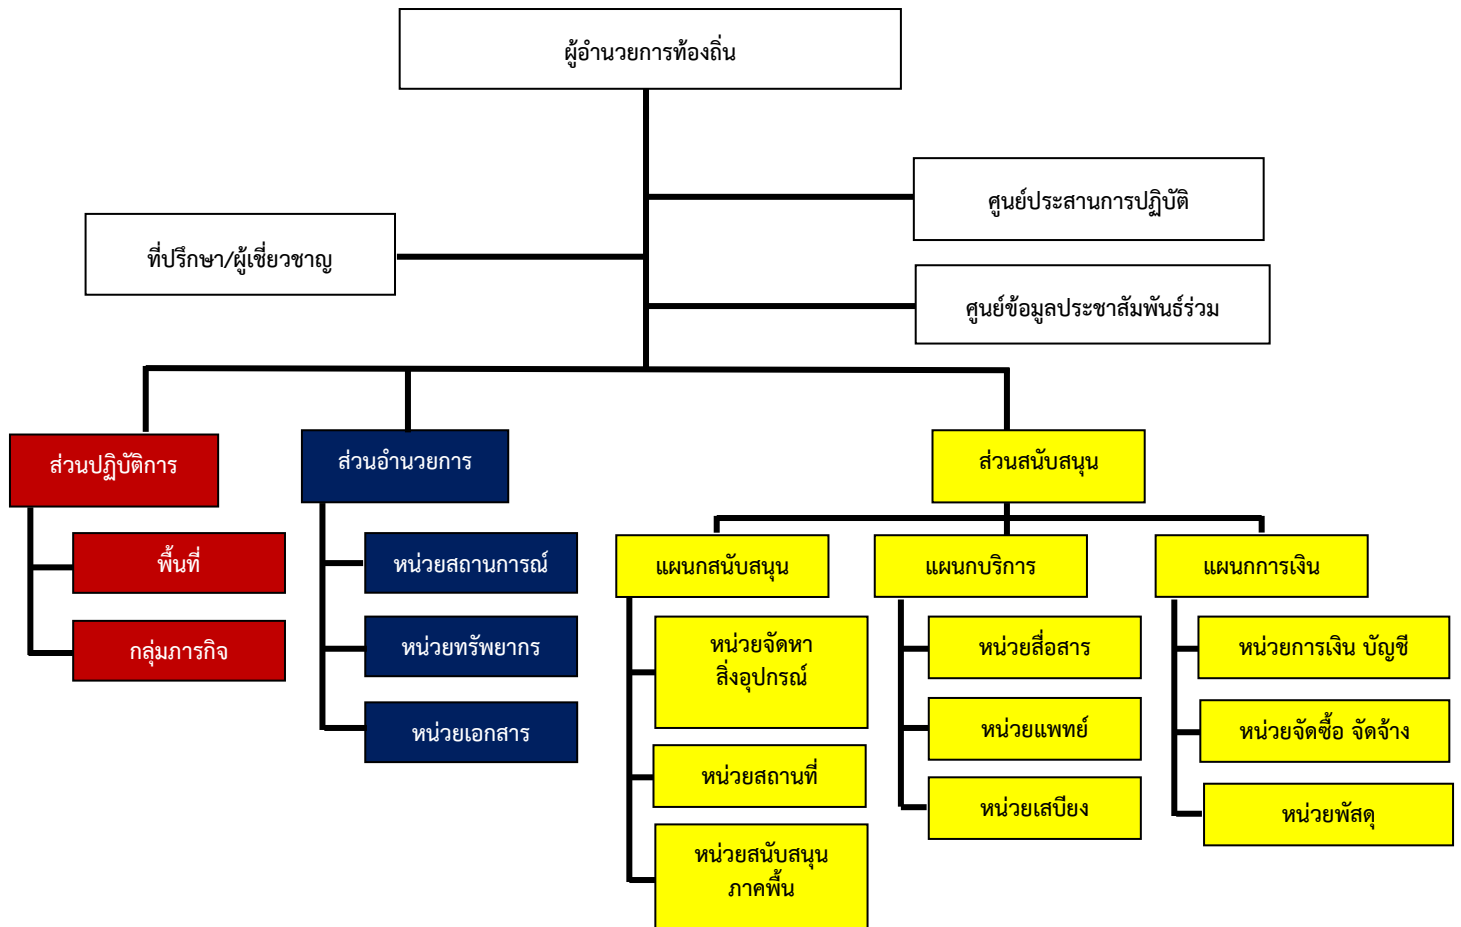 ผู้อำนวยการท้องถิ่น
ศูนย์ประสานการปฏิบัติ
ที่ปรึกษา/ผู้เชี่ยวชาญ
ศูนย์ข้อมูลประชาสัมพันธ์ร่วม
ส่วนปฏิบัติการ
ส่วนอำนวยการ
ส่วนสนับสนุน
พื้นที่
กลุ่มภารกิจ
หน่วยสถานการณ์
หน่วยทรัพยากร
หน่วยเอกสาร
แผนกสนับสนุน
แผนกบริการ
แผนกการเงิน
หน่วยจัดหา
สิ่งอุปกรณ์
หน่วยสถานที่
หน่วยสนับสนุน
ภาคพื้น
หน่วยสื่อสาร
หน่วยแพทย์
หน่วยเสบียง
หน่วยการเงิน บัญชี
หน่วยจัดซื้อ จัดจ้าง
หน่วยพัสดุ